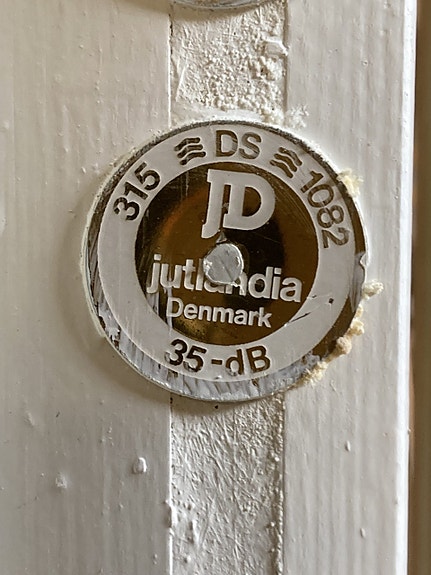 315 DS 1082
JD
jutlandia
Denmark
35-dB